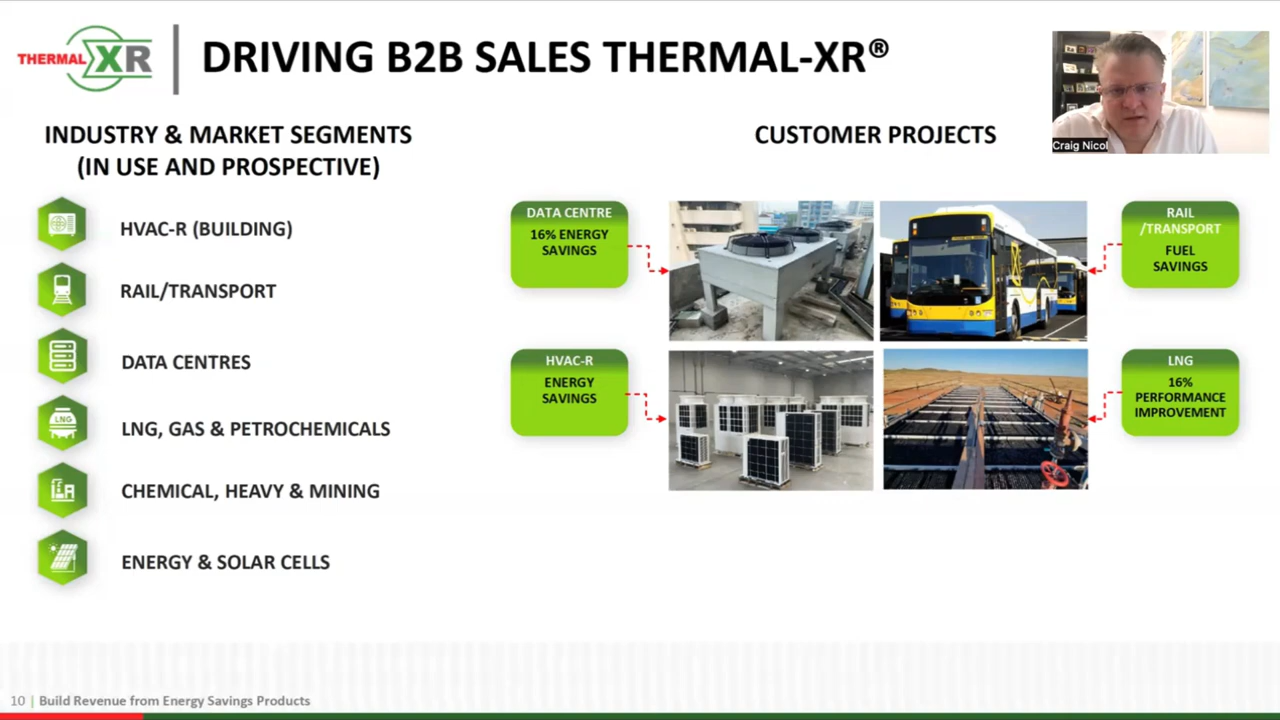 THERMAL XR
DRIVING B2B SALES THERMAL-XR®
INDUSTRY & MARKET SEGMENTS
(IN USE AND PROSPECTIVE)
HVAC-R (BUILDING)
RAIL/TRANSPORT
DATA CENTRES
LNG
LNG, GAS & PETROCHEMICALS
CHEMICAL, HEAVY & MINING
ENERGY & SOLAR CELLS
CUSTOMER PROJECTS
Craig Nicol
DATA CENTRE
16% ENERGY
SAVINGS
RAIL
/TRANSPORT
FUEL
SAVINGS
HVAC-R
ENERGY
SAVINGS
LNG
16%
PERFORMANCE
IMPROVEMENT
10 | Build Revenue from Energy Savings Products